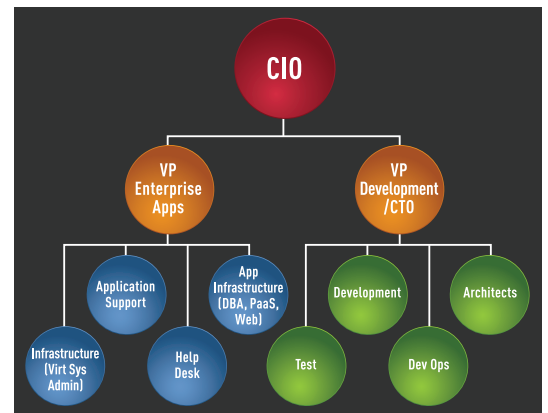 CIO
VP
Enterprise
Apps
VP
Development
/CTO
Application
Support
App
Infrastructure
(DBA, PaaS,
Web)
Development
Architects
Infrastructure
(Virt Sys
Admin)
Help
Desk
Test
Dev Ops